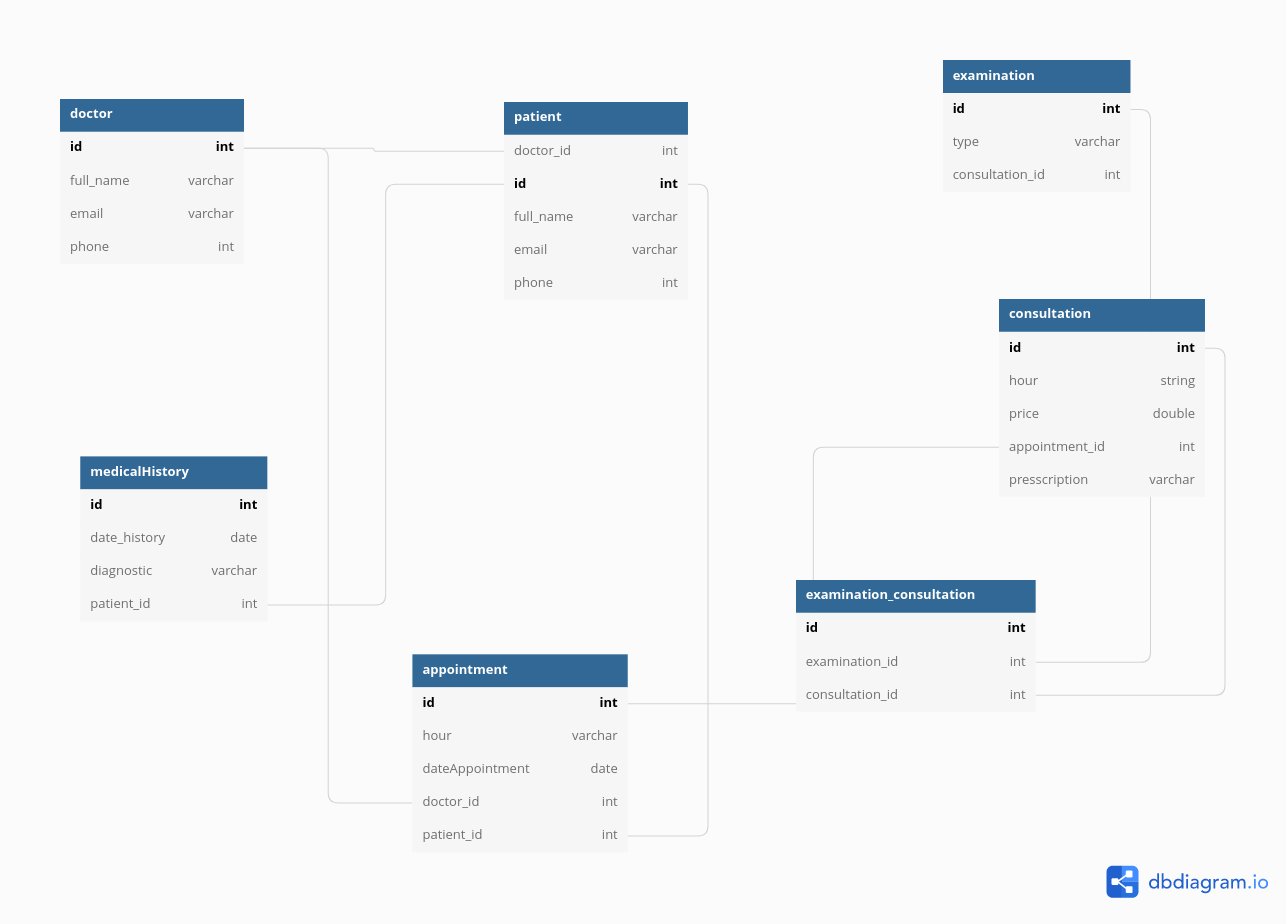 doctor
id int
full_name varchar
email varchar
phone int
patient
doctor_id int
id int
full_name varchar
email varchar
phone int
examination
id int
type varchar
consultation_id int
consultation
id int
hour string
price double
appointment_id int
presscription varchar
medicalHistory
id int
date_history date
diagnostic varchar
patient_id int
examination_consultation
id int
examination_id int
consultation_id int
appointment
id int
hour varchar
dateAppointment date
doctor_id int
patient_id int
dbdiagram.io